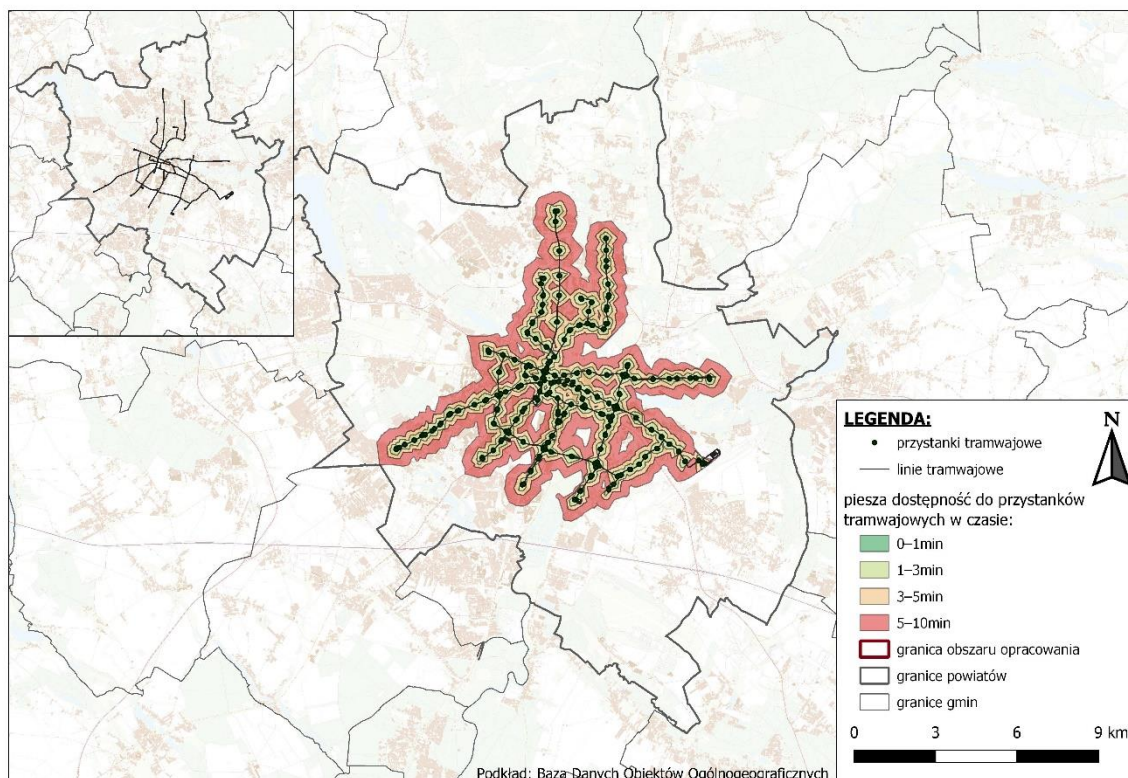 LEGENDA:
N
przystanki tramwajowe
linie tramwajowe
piesza dostępność do przystanków
tramwajowych w czasie:
0–1min
1–3min
3–5min
5–10min
granica obszaru opracowania
granice powiatów
granice gmin
0 3 6 9 km
Podkład: Baza Danych Obiektów Ogólnogeograficznych